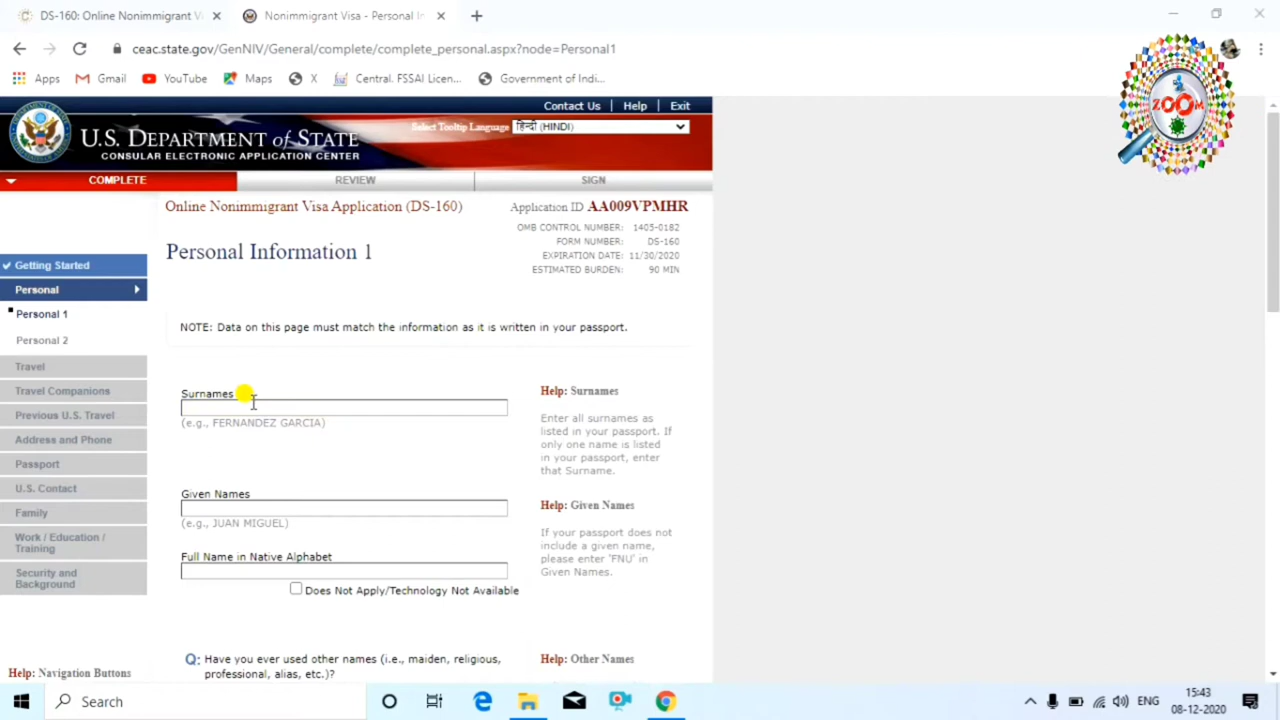 DS-160: Online Nonimmigrant V
Nonimmigrant Visa - Personal In
ceac.state.gov/GenNIV/General/complete/complete_personal.aspx?node=Personal1
Apps Gmail YouTube Maps X Central. FSSAI Licen... Government of Indi...
ZOOM
Contact Us Help Exit
Select Tooltip Language हिन्दी (HINDI)
U.S. DEPARTMENT of STATE
CONSULAR ELECTRONIC APPLICATION CENTER
COMPLETE REVIEW SIGN
Online Nonimmigrant Visa Application (DS-160)
Application ID AA009VPMHR
OMB CONTROL NUMBER: 1405-0182
FORM NUMBER: DS-160
EXPIRATION DATE: 11/30/2020
ESTIMATED BURDEN: 90 MIN
Personal Information 1
Getting Started
Personal
Personal 1
Personal 2
Travel
Travel Companions
Previous U.S. Travel
Address and Phone
Passport
U.S. Contact
Family
Work / Education /
Training
Security and
Background
Help: Navigation Buttons
NOTE: Data on this page must match the information as it is written in your passport.
Surnames
(e.g., FERNANDEZ GARCIA)
Help: Surnames
Enter all surnames as
listed in your passport. If
only one name is listed
in your passport, enter
that Surname.
Given Names
(e.g., JUAN MIGUEL)
Help: Given Names
If your passport does not
include a given name,
please enter 'FNU' in
Given Names.
Full Name in Native Alphabet
Does Not Apply/Technology Not Available
Q: Have you ever used other names (i.e., maiden, religious,
professional, alias, etc.)?
Help: Other Names
Search
ENG
15:43
08-12-2020